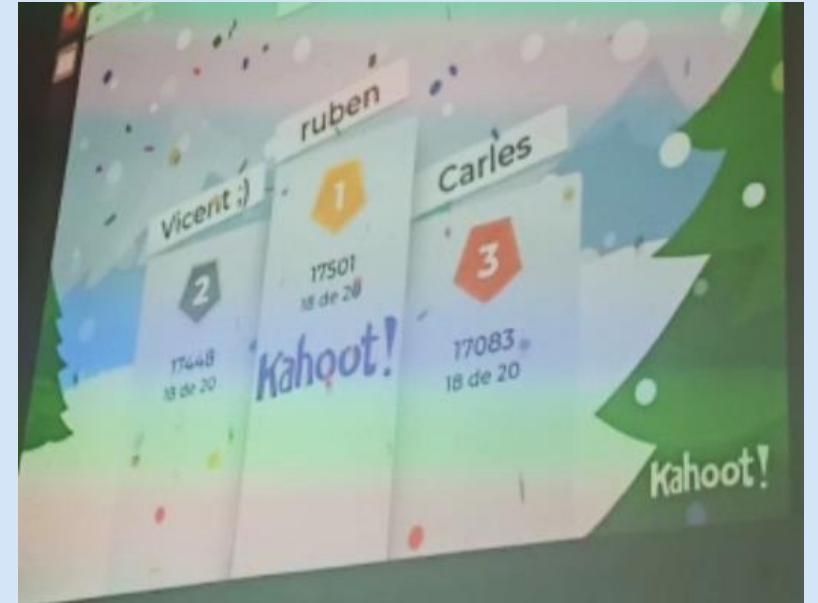 ruben
1
17501
18 de 20
Vicent ;)
2
17448
18 de 20
Carles
3
17083
18 de 20
Kahoot!
Kahoot!